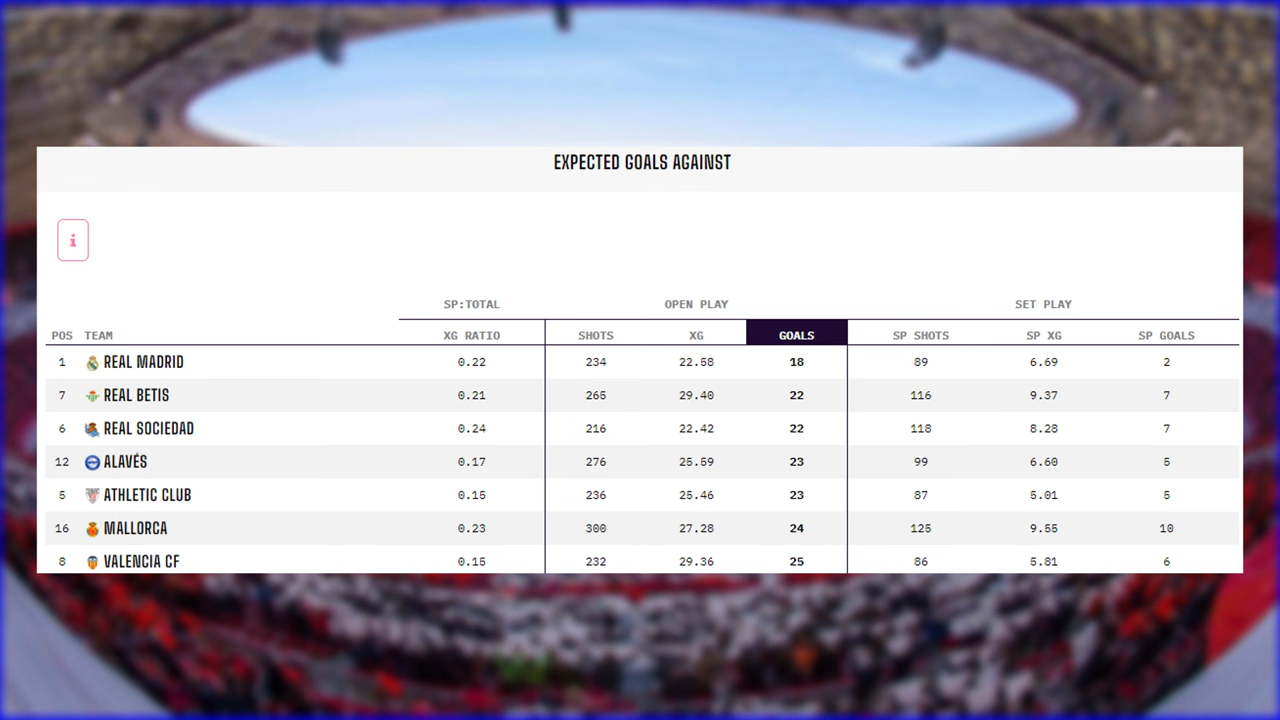 EXPECTED GOALS AGAINST
i
SP:TOTAL OPEN PLAY SET PLAY
POS TEAM XG RATIO SHOTS XG GOALS SP SHOTS SP XG SP GOALS
1 REAL MADRID 0.22 234 22.58 18 89 6.69 2
7 REAL BETIS 0.21 265 29.40 22 116 9.37 7
6 REAL SOCIEDAD 0.24 216 22.42 22 118 8.28 7
12 ALAVÉS 0.17 276 25.59 23 99 6.60 5
5 ATHLETIC CLUB 0.15 236 25.46 23 87 5.01 5
16 MALLORCA 0.23 300 27.28 24 125 9.55 10
8 VALENCIA CF 0.15 232 29.36 25 86 5.81 6